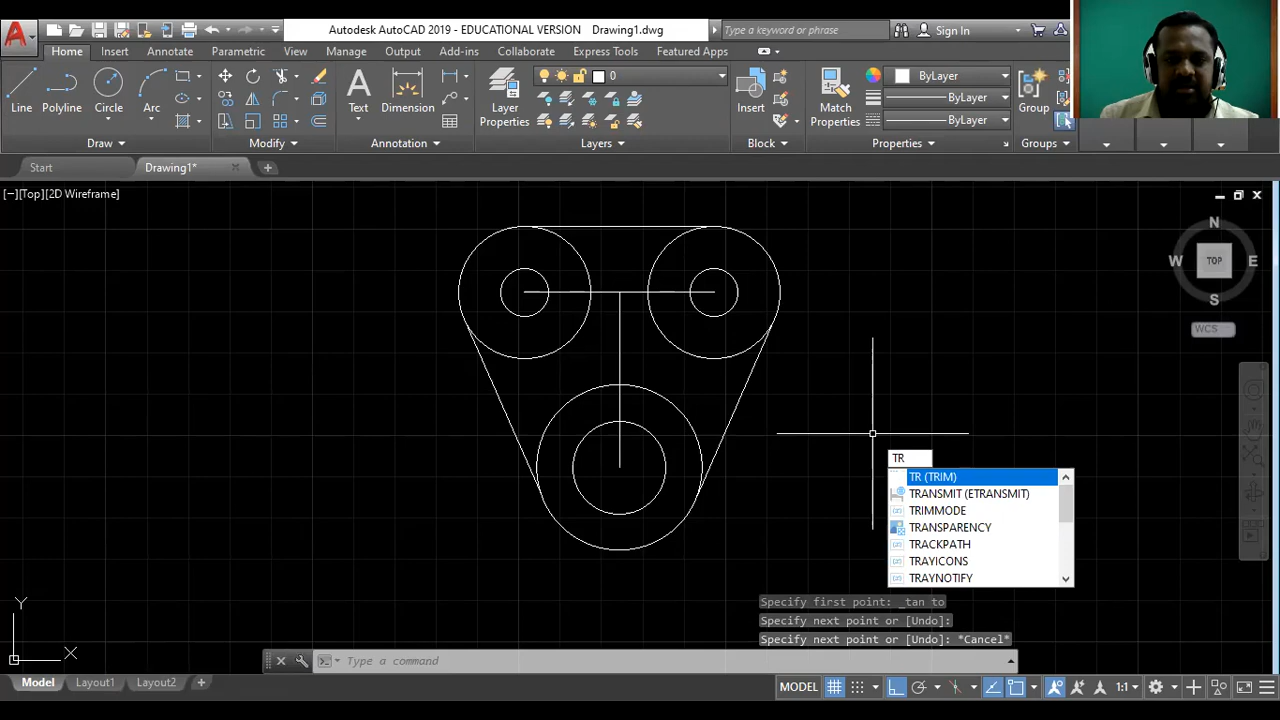 Autodesk AutoCAD 2019 - EDUCATIONAL VERSION Drawing1.dwg
Type a keyword or phrase
Sign In
Home Insert Annotate Parametric View Manage Output Add-ins Collaborate Express Tools Featured Apps
Line Polyline Circle Arc
Text Dimension
Layer Properties
0
Insert
Match Properties
ByLayer
ByLayer
ByLayer
Group
Draw Modify Annotation Layers Block Properties Groups
Start Drawing1*
[−][Top][2D Wireframe]
N
W TOP E
S
WCS
TR
TR (TRIM)
TRANSMIT (ETRANSMIT)
TRIMMODE
TRANSPARENCY
TRACKPATH
TRAYICONS
TRAYNOTIFY
Specify first point: _tan to
Specify next point or [Undo]:
Specify next point or [Undo]: *Cancel*
Y
X
Type a command
Model Layout1 Layout2
MODEL
1:1